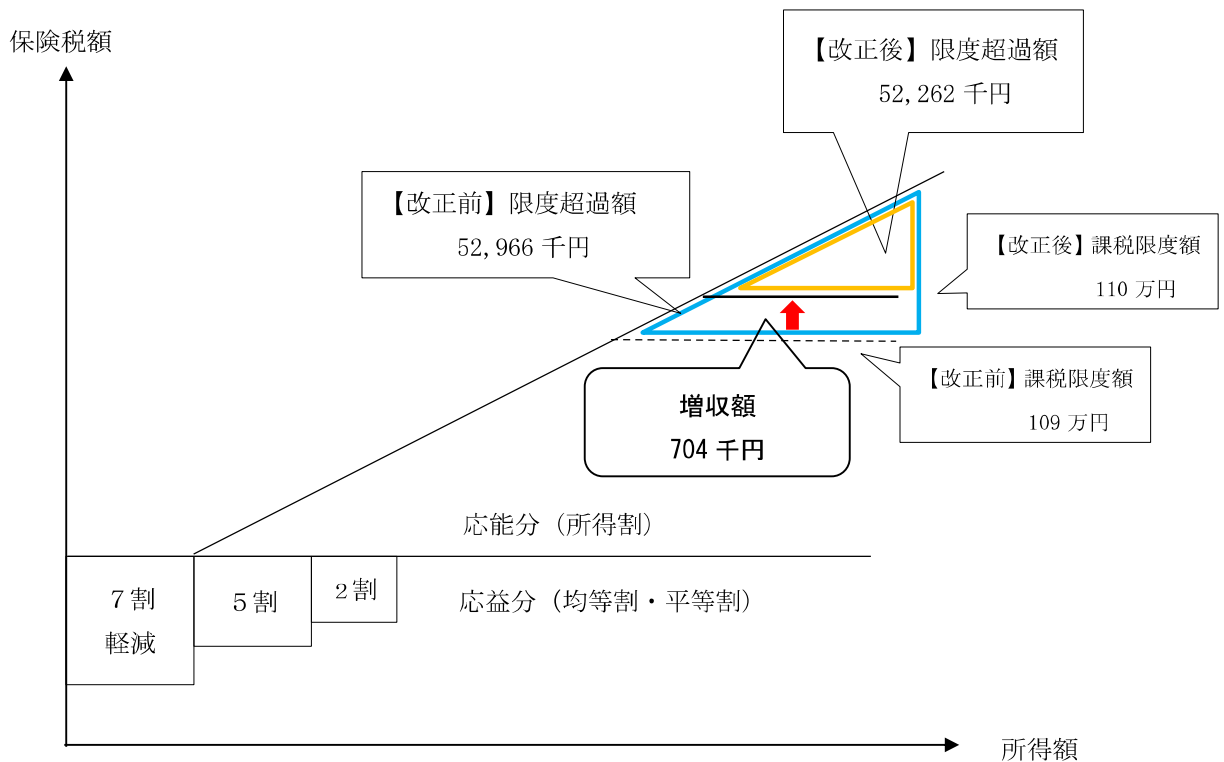 保険税額
【改正後】限度超過額
52,262 千円
【改正前】限度超過額
52,966 千円
【改正後】課税限度額
110 万円
【改正前】課税限度額
109 万円
増収額
704 千円
応能分（所得割）
7割
軽減
5割
2割
応益分（均等割・平等割）
所得額